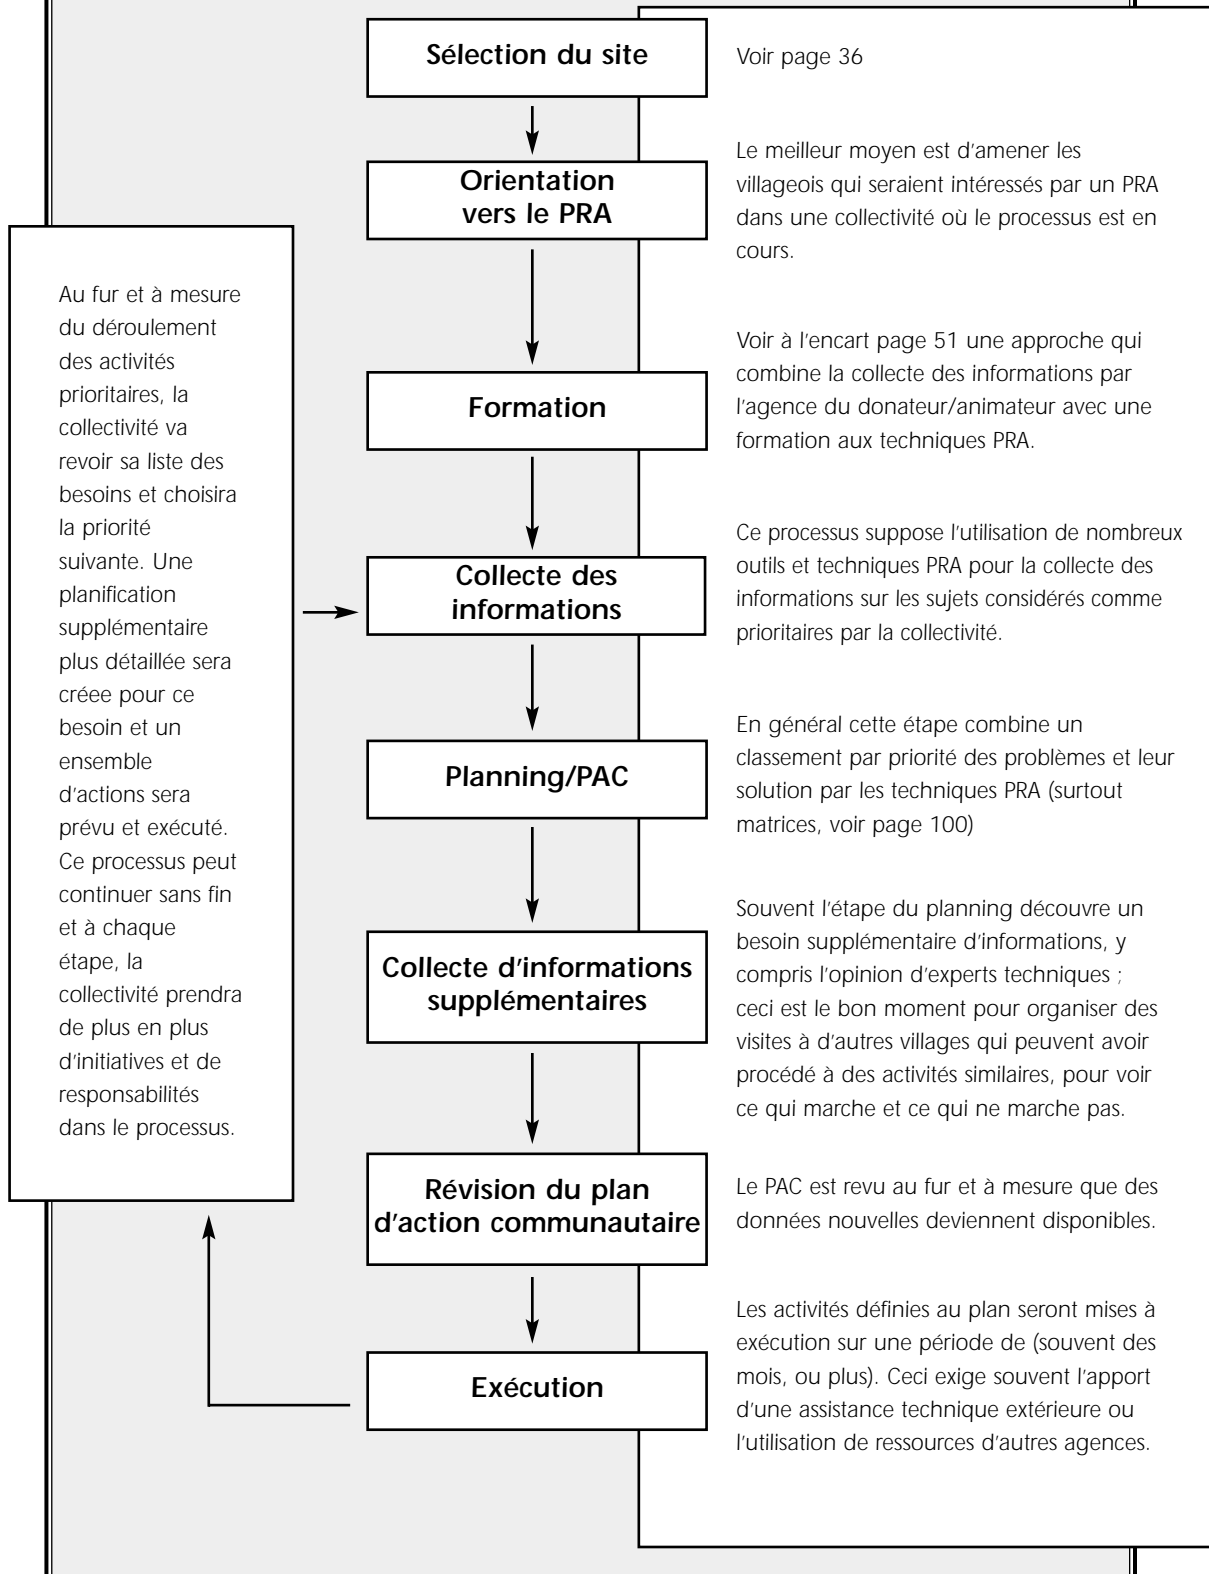 Sélection du site
Voir page 36
Orientation
vers le PRA
Le meilleur moyen est d'amener les
villageois qui seraient intéressés par un PRA
dans une collectivité où le processus est en
cours.
Formation
Voir à l'encart page 51 une approche qui
combine la collecte des informations par
l'agence du donateur/animateur avec une
formation aux techniques PRA.
Collecte des
informations
Ce processus suppose l'utilisation de nombreux
outils et techniques PRA pour la collecte des
informations sur les sujets considérés comme
prioritaires par la collectivité.
Planning/PAC
En général cette étape combine un
classement par priorité des problèmes et leur
solution par les techniques PRA (surtout
matrices, voir page 100)
Collecte d'informations
supplémentaires
Souvent l'étape du planning découvre un
besoin supplémentaire d'informations, y
compris l'opinion d'experts techniques ;
ceci est le bon moment pour organiser des
visites à d'autres villages qui peuvent avoir
procédé à des activités similaires, pour voir
ce qui marche et ce qui ne marche pas.
Révision du plan
d'action communautaire
Le PAC est revu au fur et à mesure que des
données nouvelles deviennent disponibles.
Exécution
Les activités définies au plan seront mises à
exécution sur une période de (souvent des
mois, ou plus). Ceci exige souvent l'apport
d'une assistance technique extérieure ou
l'utilisation de ressources d'autres agences.
Au fur et à mesure
du déroulement
des activités
prioritaires, la
collectivité va
revoir sa liste des
besoins et choisira
la priorité
suivante. Une
planification
supplémentaire
plus détaillée sera
créee pour ce
besoin et un
ensemble
d'actions sera
prévu et exécuté.
Ce processus peut
continuer sans fin
et à chaque
étape, la
collectivité prendra
de plus en plus
d'initiatives et de
responsabilités
dans le processus.